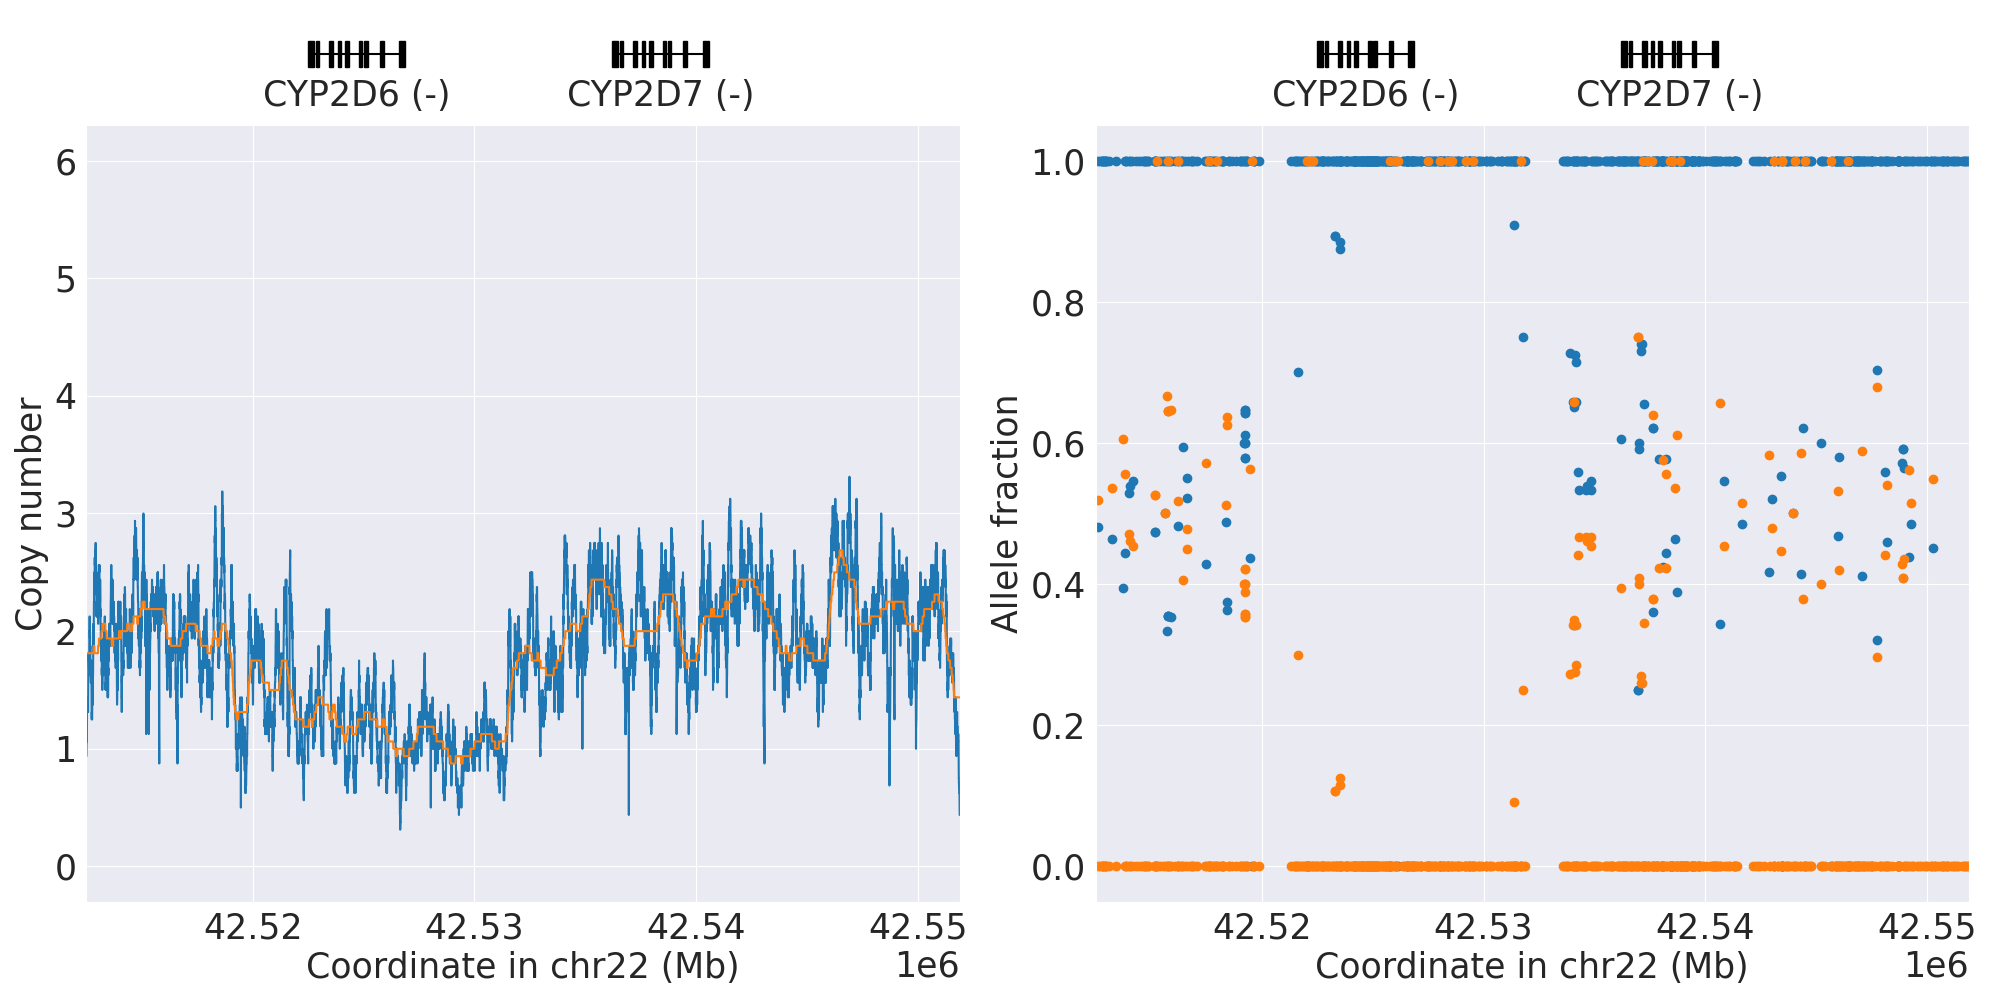 CYP2D6 (-) CYP2D7 (-)
6
5
4
3
2
1
0
Copy number
42.52 42.53 42.54 42.55
Coordinate in chr22 (Mb)
1e6
CYP2D6 (-) CYP2D7 (-)
1.0
0.8
0.6
0.4
0.2
0.0
Allele fraction
42.52 42.53 42.54 42.55
Coordinate in chr22 (Mb)
1e6